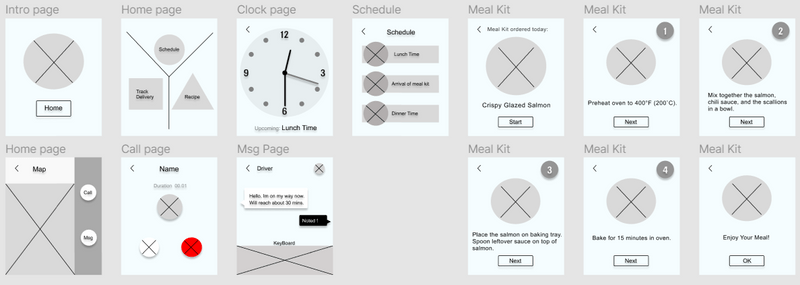 Intro page
Home
Home page
Schedule
Track
Delivery
Recipe
Clock page
12
9
3
6
Upcoming: Lunch Time
Schedule
Schedule
Lunch Time
Arrival of meal kit
Dinner Time
Meal Kit
Meal Kit ordered today:
Crispy Glazed Salmon
Start
Meal Kit
1
Preheat oven to 400°F (200°C).
Next
Meal Kit
2
Mix together the salmon,
chili sauce, and the scallions
in a bowl.
Next
Home page
Map
Call
Msg
Call page
Name
Duration: 00.01
Msg Page
Driver
Hello, Im on my way now.
Will reach about 30 mins.
Noted !
KeyBoard
Meal Kit
3
Place the salmon on baking tray.
Spoon leftover sauce on top of
salmon.
Next
Meal Kit
4
Bake for 15 minutes in oven.
Next
Meal Kit
Enjoy Your Meal!
OK